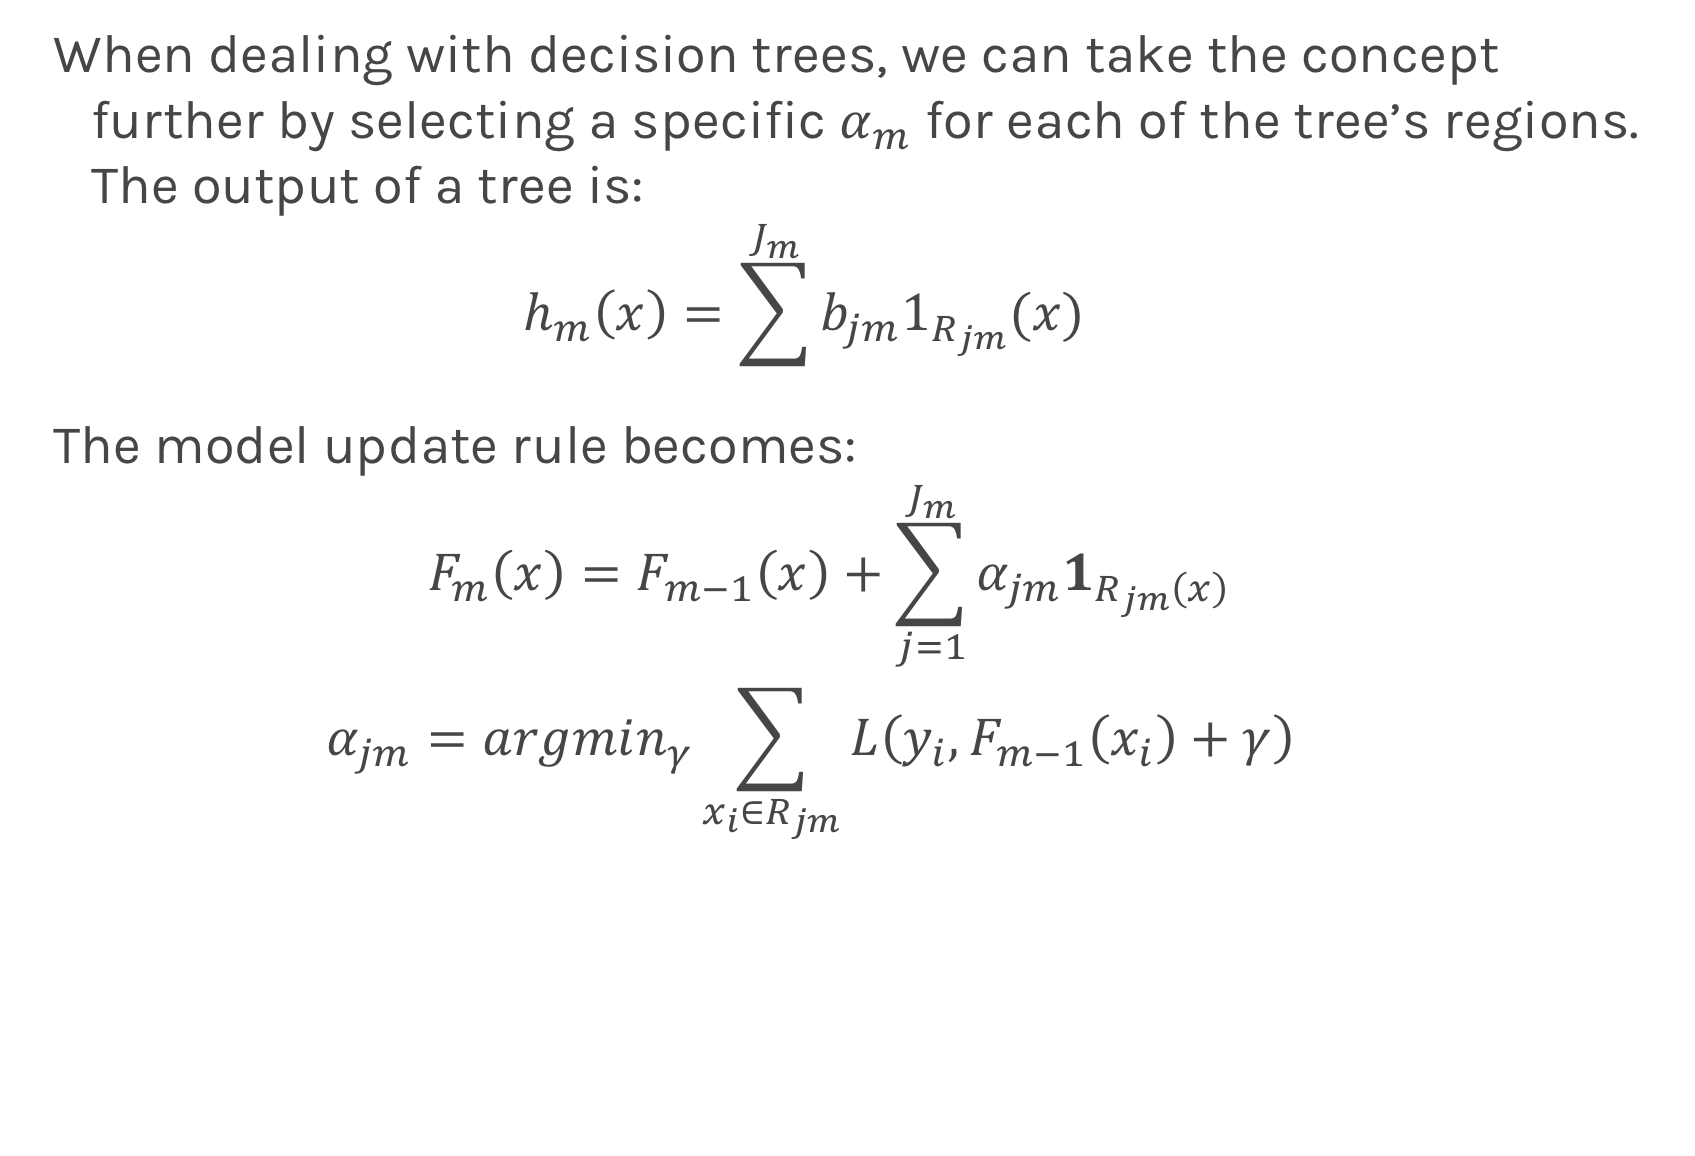 When dealing with decision trees, we can take the concept
further by selecting a specific αₘ for each of the tree’s regions.
The output of a tree is:
h_m(x) = ∑^{J_m} b_{jm} 1_{R_{jm}}(x)
The model update rule becomes:
F_m(x) = F_{m−1}(x) + ∑_{j=1}^{J_m} α_{jm} 𝟏_{R_{jm}(x)}
α_{jm} = argmin_γ ∑_{x_i∈R_{jm}} L(y_i, F_{m−1}(x_i) + γ)